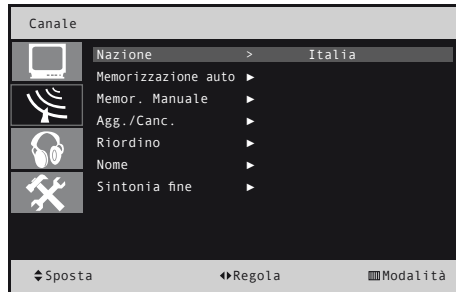 Canale
Nazione > Italia
Memorizzazione auto ►
Memor. Manuale ►
Agg./Canc. ►
Riordino ►
Nome ►
Sintonia fine ►
Sposta Regola Modalità